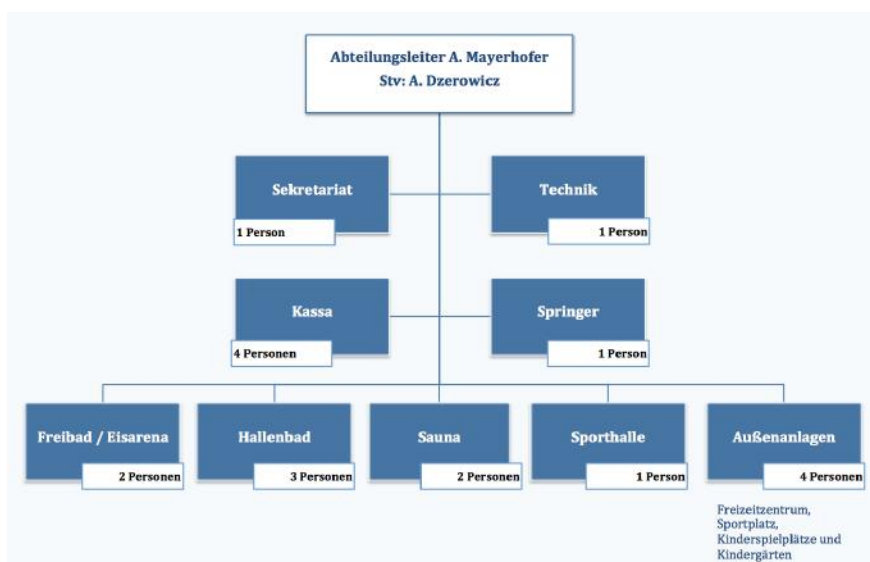 Abteilungsleiter A. Mayerhofer
Stv: A. Dzerowicz
Sekretariat
1 Person
Technik
1 Person
Kassa
4 Personen
Springer
1 Person
Freibad / Eisarena
2 Personen
Hallenbad
3 Personen
Sauna
2 Personen
Sporthalle
1 Person
Außenanlagen
4 Personen
Freizeitzentrum,
Sportplatz,
Kinderspielplätze und
Kindergärten